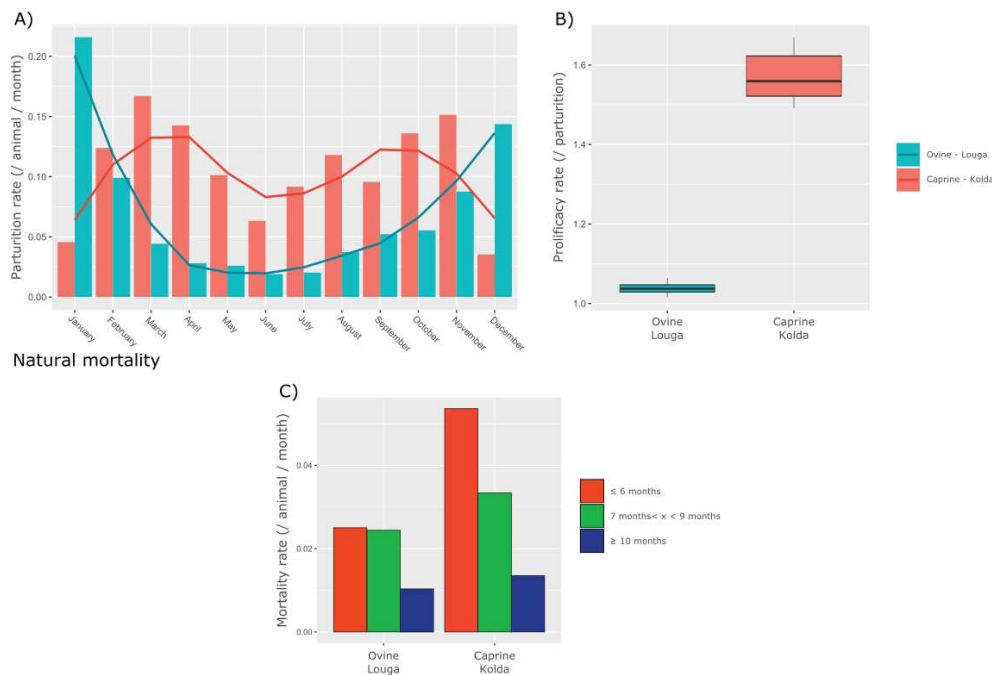 A)
Parturition rate (/ animal / month)
0.20
0.15
0.10
0.05
0.00
January
February
March
April
May
June
July
August
September
October
November
December
B)
Prolificacy rate (/ parturition)
1.6
1.4
1.2
1.0
Ovine
Louga
Caprine
Kolda
Ovine - Louga
Caprine - Kolda
Natural mortality
C)
Mortality rate (/ animal / month)
0.04
0.02
0.00
Ovine
Louga
Caprine
Kolda
≤ 6 months
7 months< x < 9 months
≥ 10 months